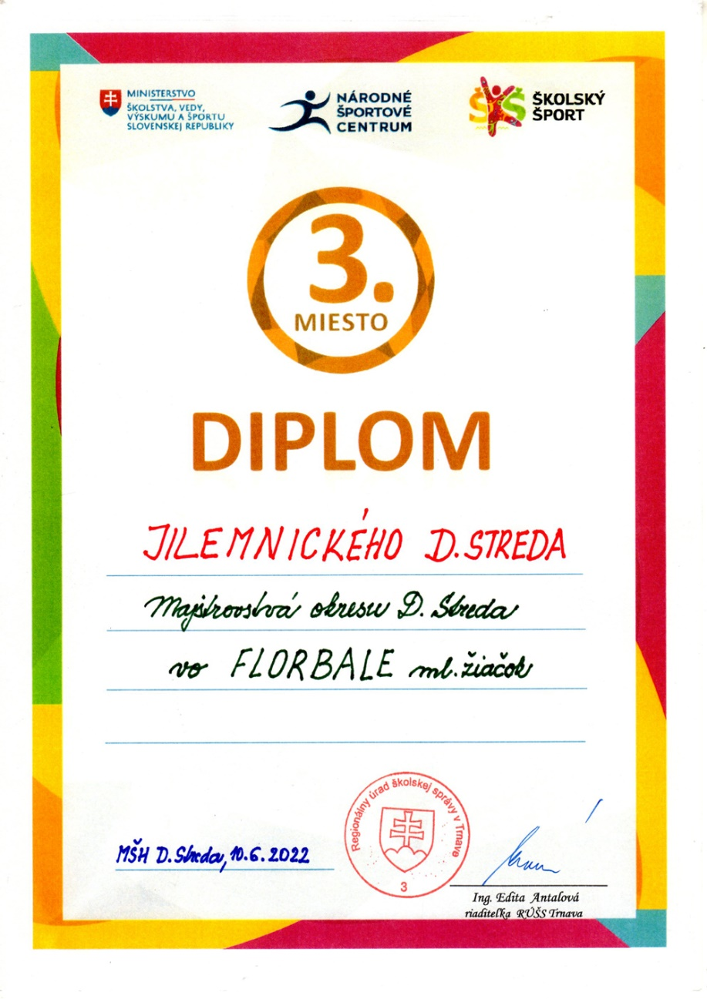 MINISTERSTVO
ŠKOLSTVA, VEDY,
VÝSKUMU A ŠPORTU
SLOVENSKEJ REPUBLIKY
NÁRODNÉ
ŠPORTOVÉ
CENTRUM
ŠKOLSKÝ
ŠPORT
3.
MIESTO
DIPLOM
JILEMNICKÉHO D. STREDA
Majstrovstvá okresu D. Streda
vo FLORBALE ml. žiačok
Regionálny úrad školskej správy v Trnave
3
MŠH D. Streda, 10.6.2022
Ing. Edita Antalová
riaditeľka RÚŠS Trnava